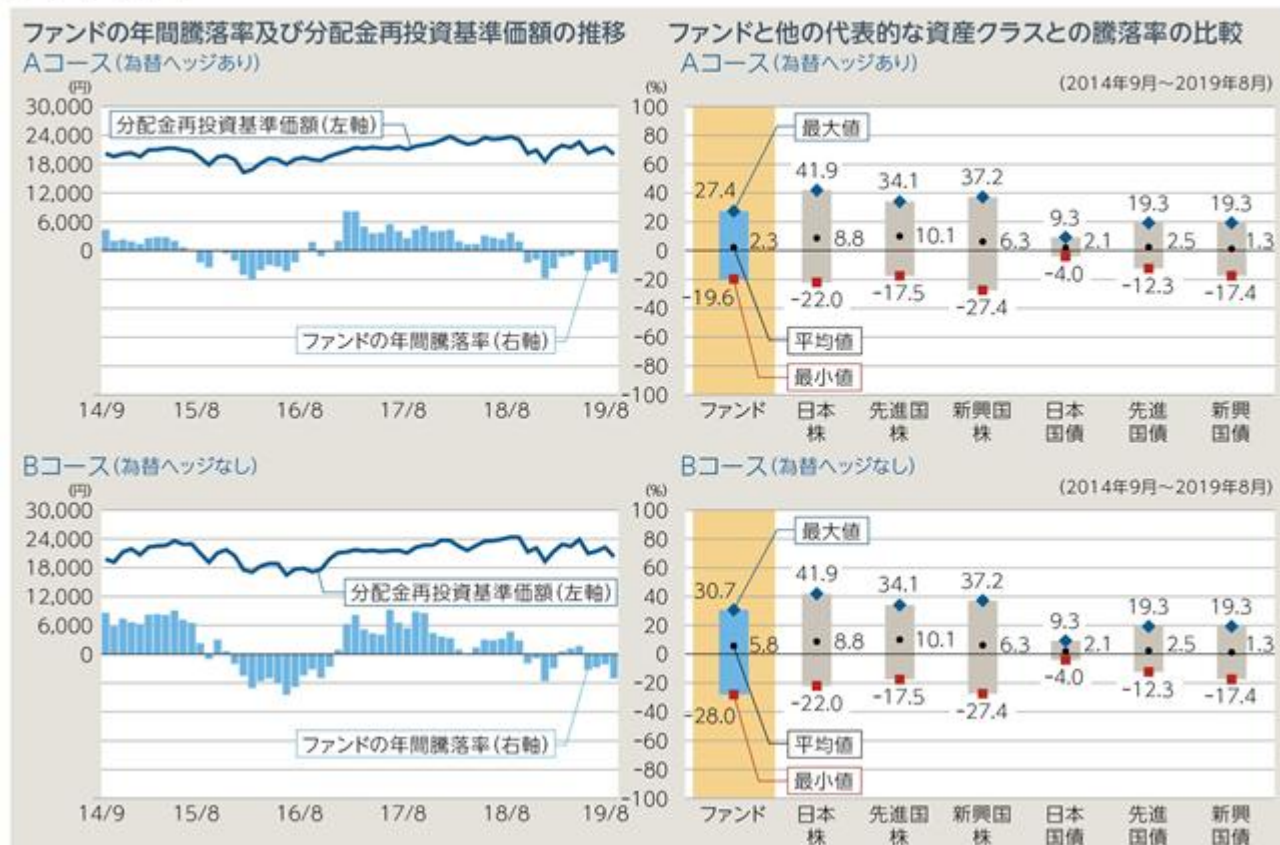 ファンドの年間騰落率及び分配金再投資基準価額の推移
Aコース(為替ヘッジあり)
(円)
30,000
24,000
18,000
12,000
6,000
0
分配金再投資基準価額(左軸)
ファンドの年間騰落率(右軸)
14/9 15/8 16/8 17/8 18/8 19/8
ファンドと他の代表的な資産クラスとの騰落率の比較
Aコース(為替ヘッジあり)
(2014年9月~2019年8月)
(%)
100
80
60
40
20
0
-20
-40
-60
-80
-100
最大値
27.4 41.9 34.1 37.2 9.3 19.3 19.3
2.3 8.8 10.1 6.3 2.1 2.5 1.3
-19.6 -22.0 -17.5 -27.4 -4.0 -12.3 -17.4
平均値
最小値
ファンド 日本 先進国 新興国 日本 先進 新興
株 株 株 国債 国債 国債
Bコース(為替ヘッジなし)
(円)
30,000
24,000
18,000
12,000
6,000
0
分配金再投資基準価額(左軸)
ファンドの年間騰落率(右軸)
14/9 15/8 16/8 17/8 18/8 19/8
Bコース(為替ヘッジなし)
(2014年9月~2019年8月)
(%)
100
80
60
40
20
0
-20
-40
-60
-80
-100
最大値
30.7 41.9 34.1 37.2 9.3 19.3 19.3
5.8 8.8 10.1 6.3 2.1 2.5 1.3
-28.0 -22.0 -17.5 -27.4 -4.0 -12.3 -17.4
平均値
最小値
ファンド 日本 先進国 新興国 日本 先進 新興
株 株 株 国債 国債 国債